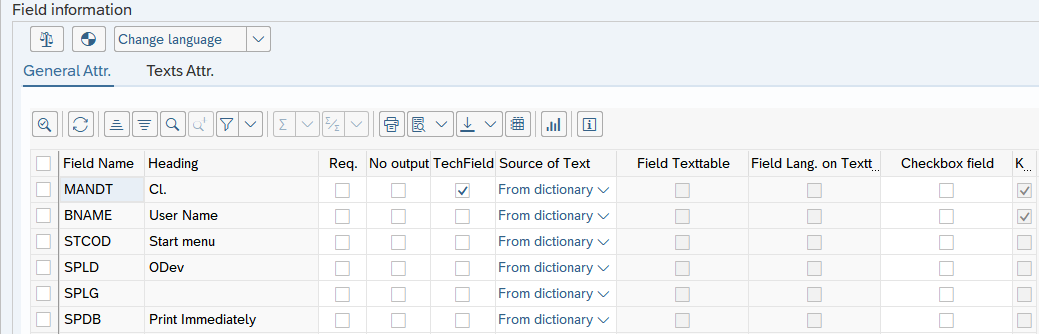 Field information
Change language
General Attr. Texts Attr.
Field Name Heading Req. No output TechField Source of Text Field Texttable Field Lang. on Textt... Checkbox field K...
MANDT Cl. From dictionary
BNAME User Name From dictionary
STCOD Start menu From dictionary
SPLD ODev From dictionary
SPLG From dictionary
SPDB Print Immediately From dictionary